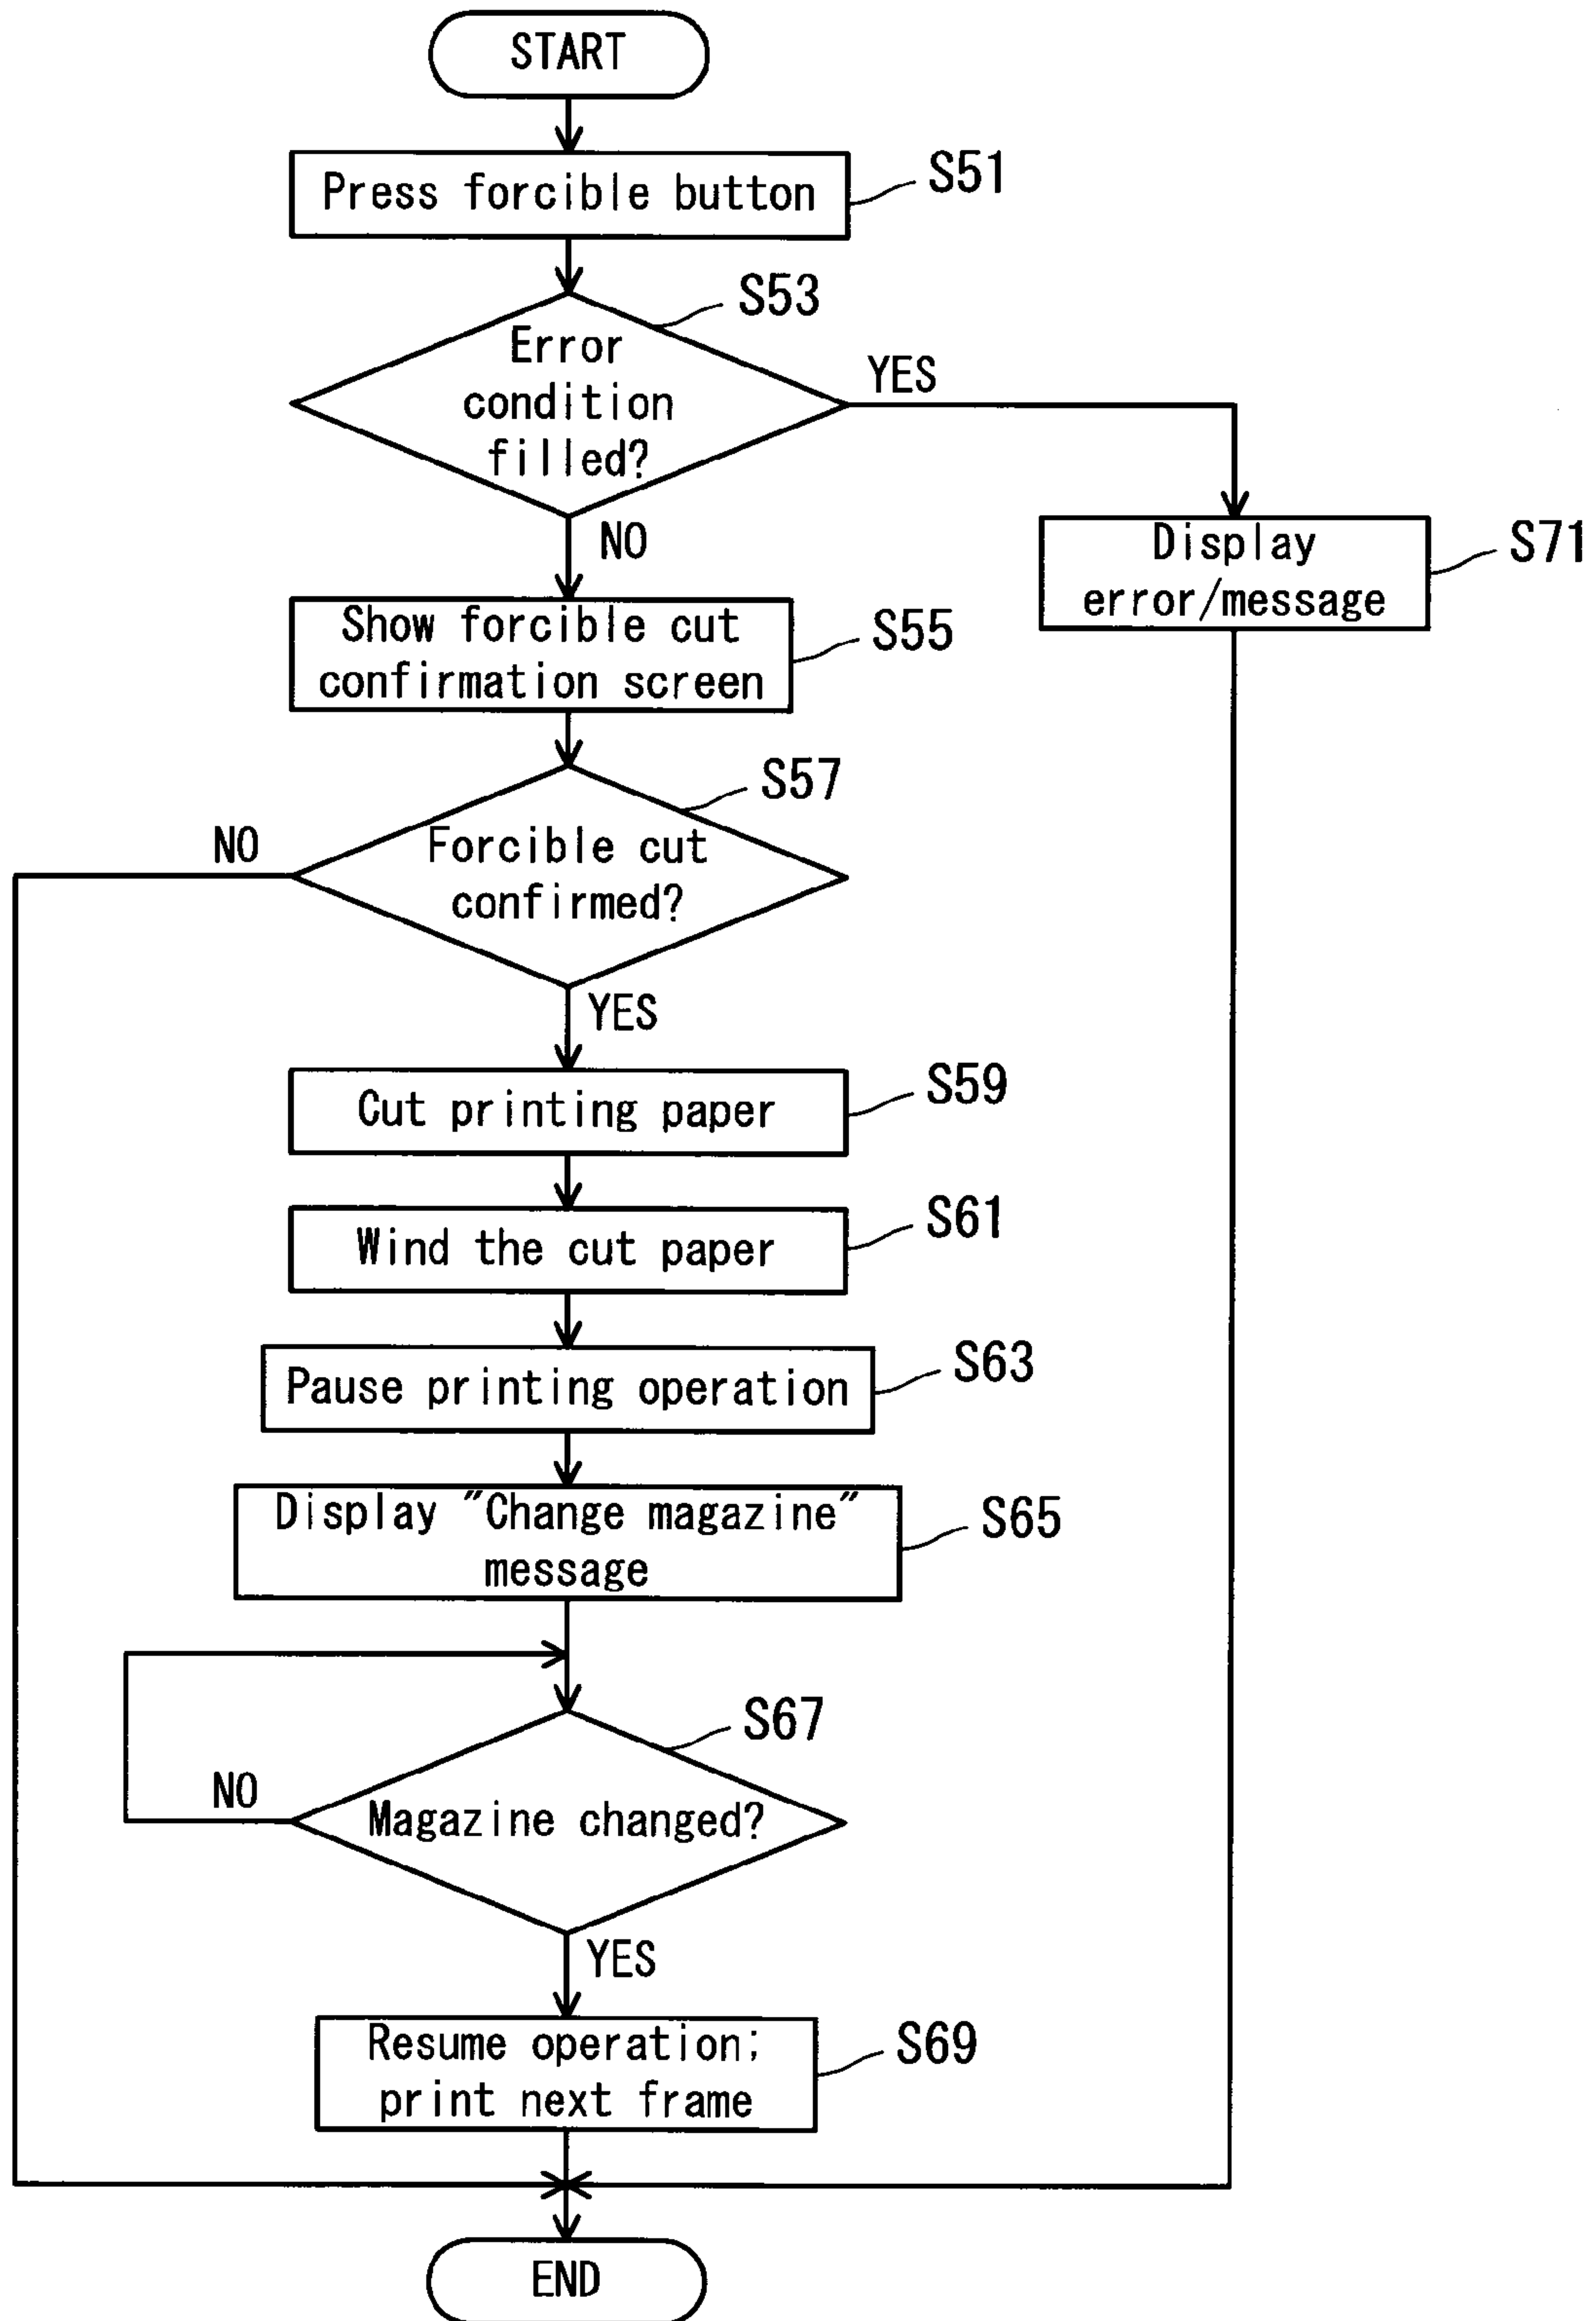 START
Press forcible button
S51
S53
Error
condition
filled?
YES
NO
Display
error/message
S71
Show forcible cut
confirmation screen
S55
S57
Forcible cut
confirmed?
NO
YES
Cut printing paper
S59
Wind the cut paper
S61
Pause printing operation
S63
Display "Change magazine"
message
S65
S67
Magazine changed?
NO
YES
Resume operation;
print next frame
S69
END